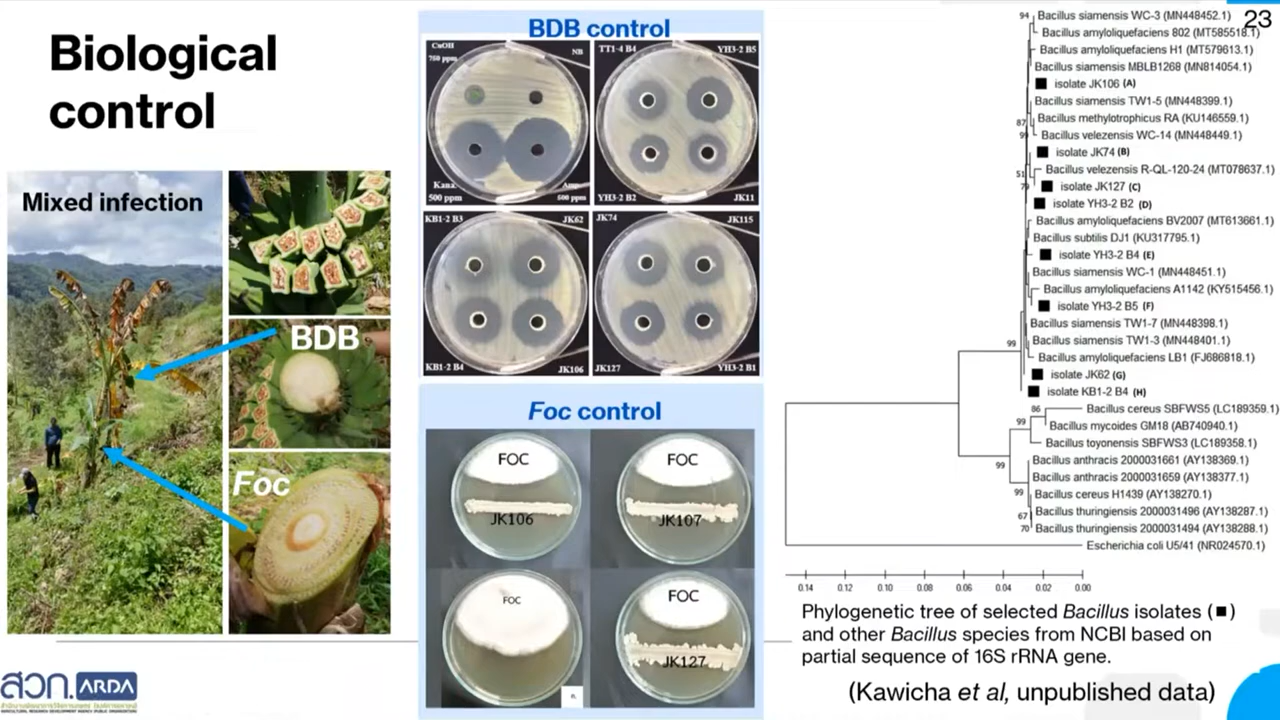 23
Biological
control
Mixed infection
BDB
Foc
BDB control
CuOH
750 ppm
NB
Kana.
500 ppm
Amp.
500 ppm
TT1-4 B4
YH3-2 B5
YH3-2 B2
JK11
KB1-2 B3
JK62
KB1-2 B4
JK106
JK74
JK115
JK127
YH3-2 B1
Foc control
FOC
JK106
FOC
JK107
FOC
FOC
JK127
94
Bacillus siamensis WC-3 (MN448452.1)
Bacillus amyloliquefaciens 802 (MT585518.1)
Bacillus amyloliquefaciens H1 (MT579613.1)
Bacillus siamensis MBLB1268 (MN814054.1)
isolate JK106 (A)
Bacillus siamensis TW1-5 (MN448399.1)
87
Bacillus methylotrophicus RA (KU146559.1)
Bacillus velezensis WC-14 (MN448449.1)
isolate JK74 (B)
51
Bacillus velezensis R-QL-120-24 (MT078637.1)
isolate JK127 (C)
isolate YH3-2 B2 (D)
Bacillus amyloliquefaciens BV2007 (MT613661.1)
Bacillus subtilis DJ1 (KU317795.1)
isolate YH3-2 B4 (E)
Bacillus siamensis WC-1 (MN448451.1)
Bacillus amyloliquefaciens A1142 (KY515456.1)
isolate YH3-2 B5 (F)
Bacillus siamensis TW1-7 (MN448398.1)
99
Bacillus siamensis TW1-3 (MN448401.1)
Bacillus amyloliquefaciens LB1 (FJ686818.1)
isolate JK62 (G)
isolate KB1-2 B4 (H)
86
Bacillus cereus SBFWS5 (LC189359.1)
99
Bacillus mycoides GM18 (AB740940.1)
Bacillus toyonensis SBFWS3 (LC189358.1)
99
Bacillus anthracis 2000031661 (AY138369.1)
Bacillus anthracis 2000031659 (AY138377.1)
99
Bacillus cereus H1439 (AY138270.1)
67
Bacillus thuringiensis 2000031496 (AY138287.1)
70
Bacillus thuringiensis 2000031494 (AY138288.1)
Escherichia coli U5/41 (NR024570.1)
0.14 0.12 0.10 0.08 0.06 0.04 0.02 0.00
Phylogenetic tree of selected Bacillus isolates (■)
and other Bacillus species from NCBI based on
partial sequence of 16S rRNA gene.
(Kawicha et al, unpublished data)
สวก. ARDA